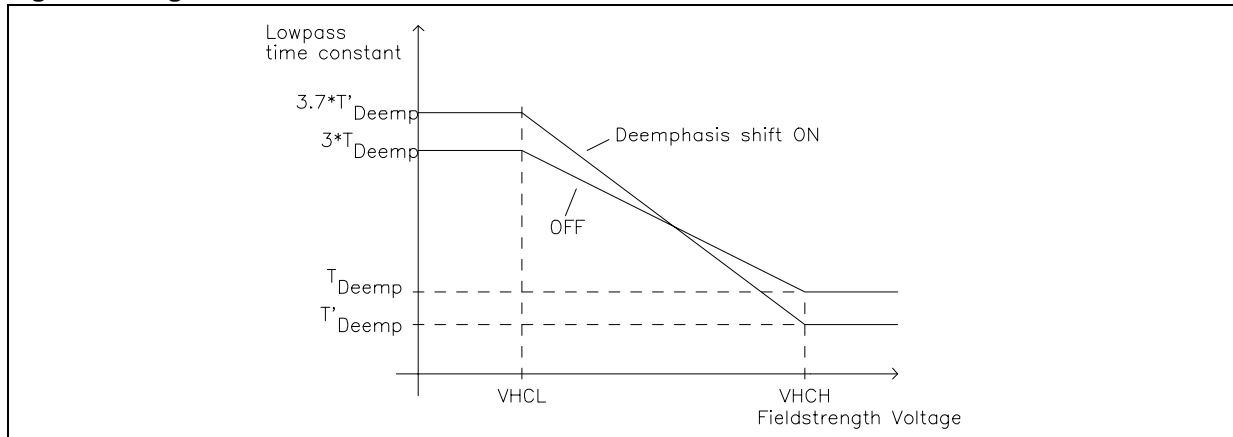 Lowpass
time constant
3.7*T'Deemp
3*TDeemp
Deemphasis shift ON
OFF
TDeemp
T'Deemp
VHCL
VHCH
Fieldstrength Voltage